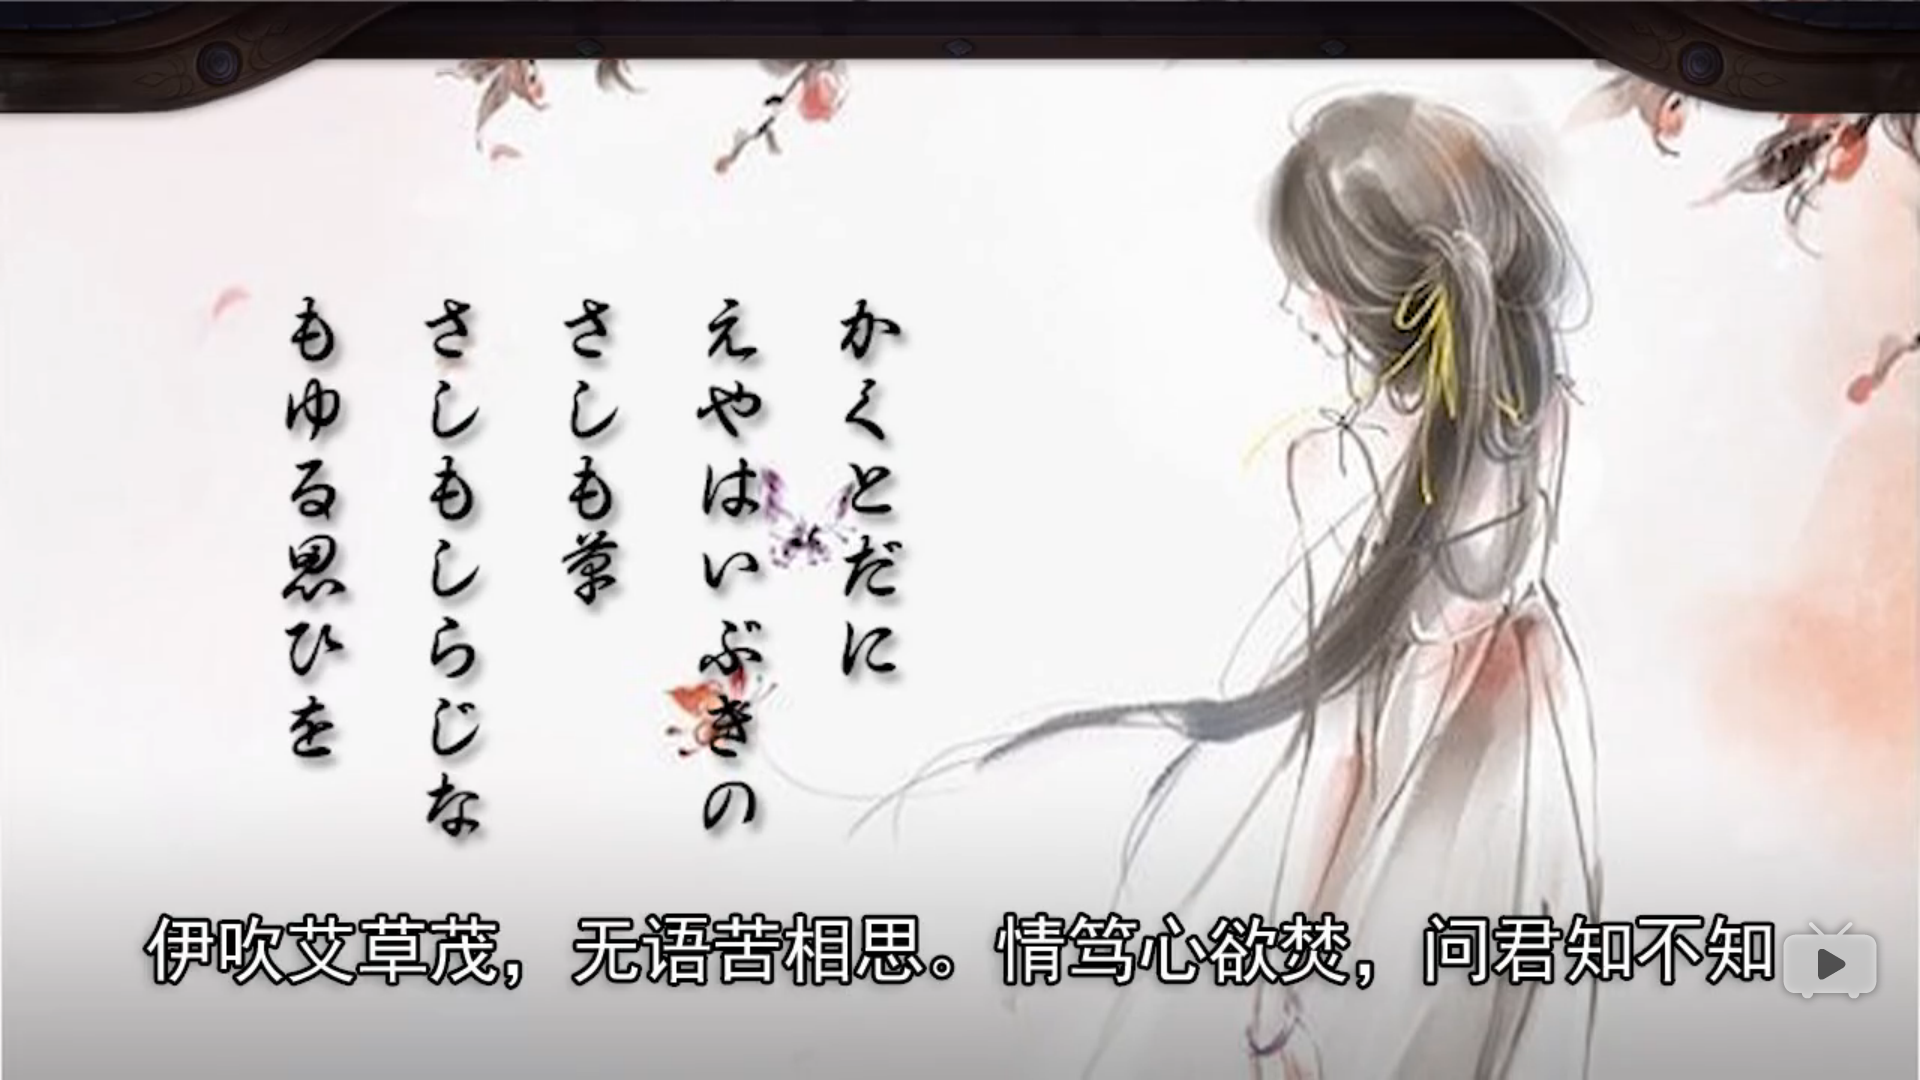 かくとだに
えやはいぶきの
さしも草
さしもしらじな
もゆる思ひを
伊吹艾草茂，无语苦相思。情笃心欲焚，问君知不知